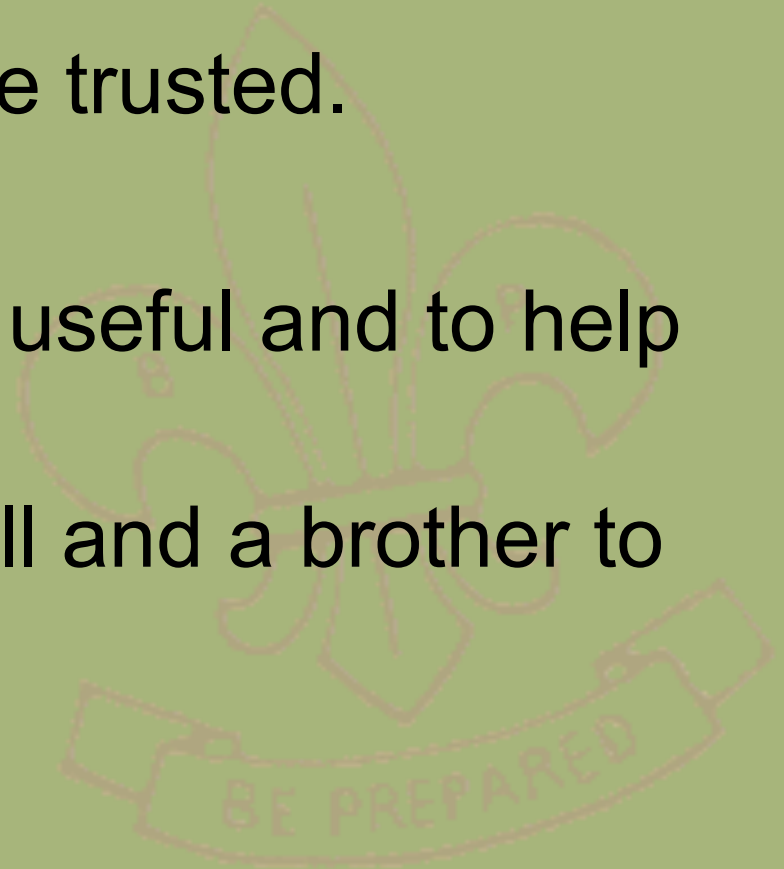 e trusted.
useful and to help
ll and a brother to
B P
BE PREPARED